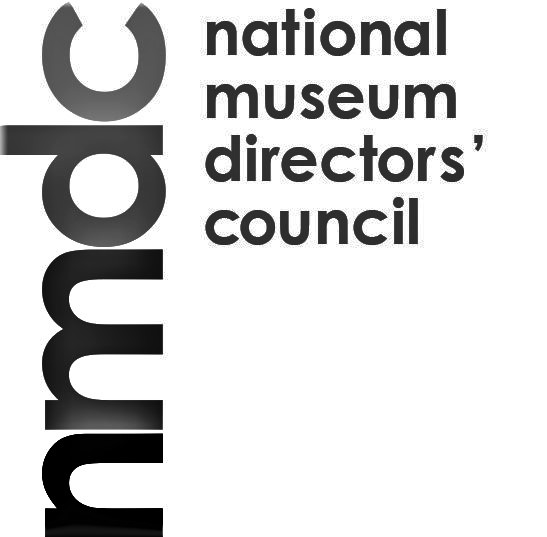 nmdc
national
museum
directors’
council